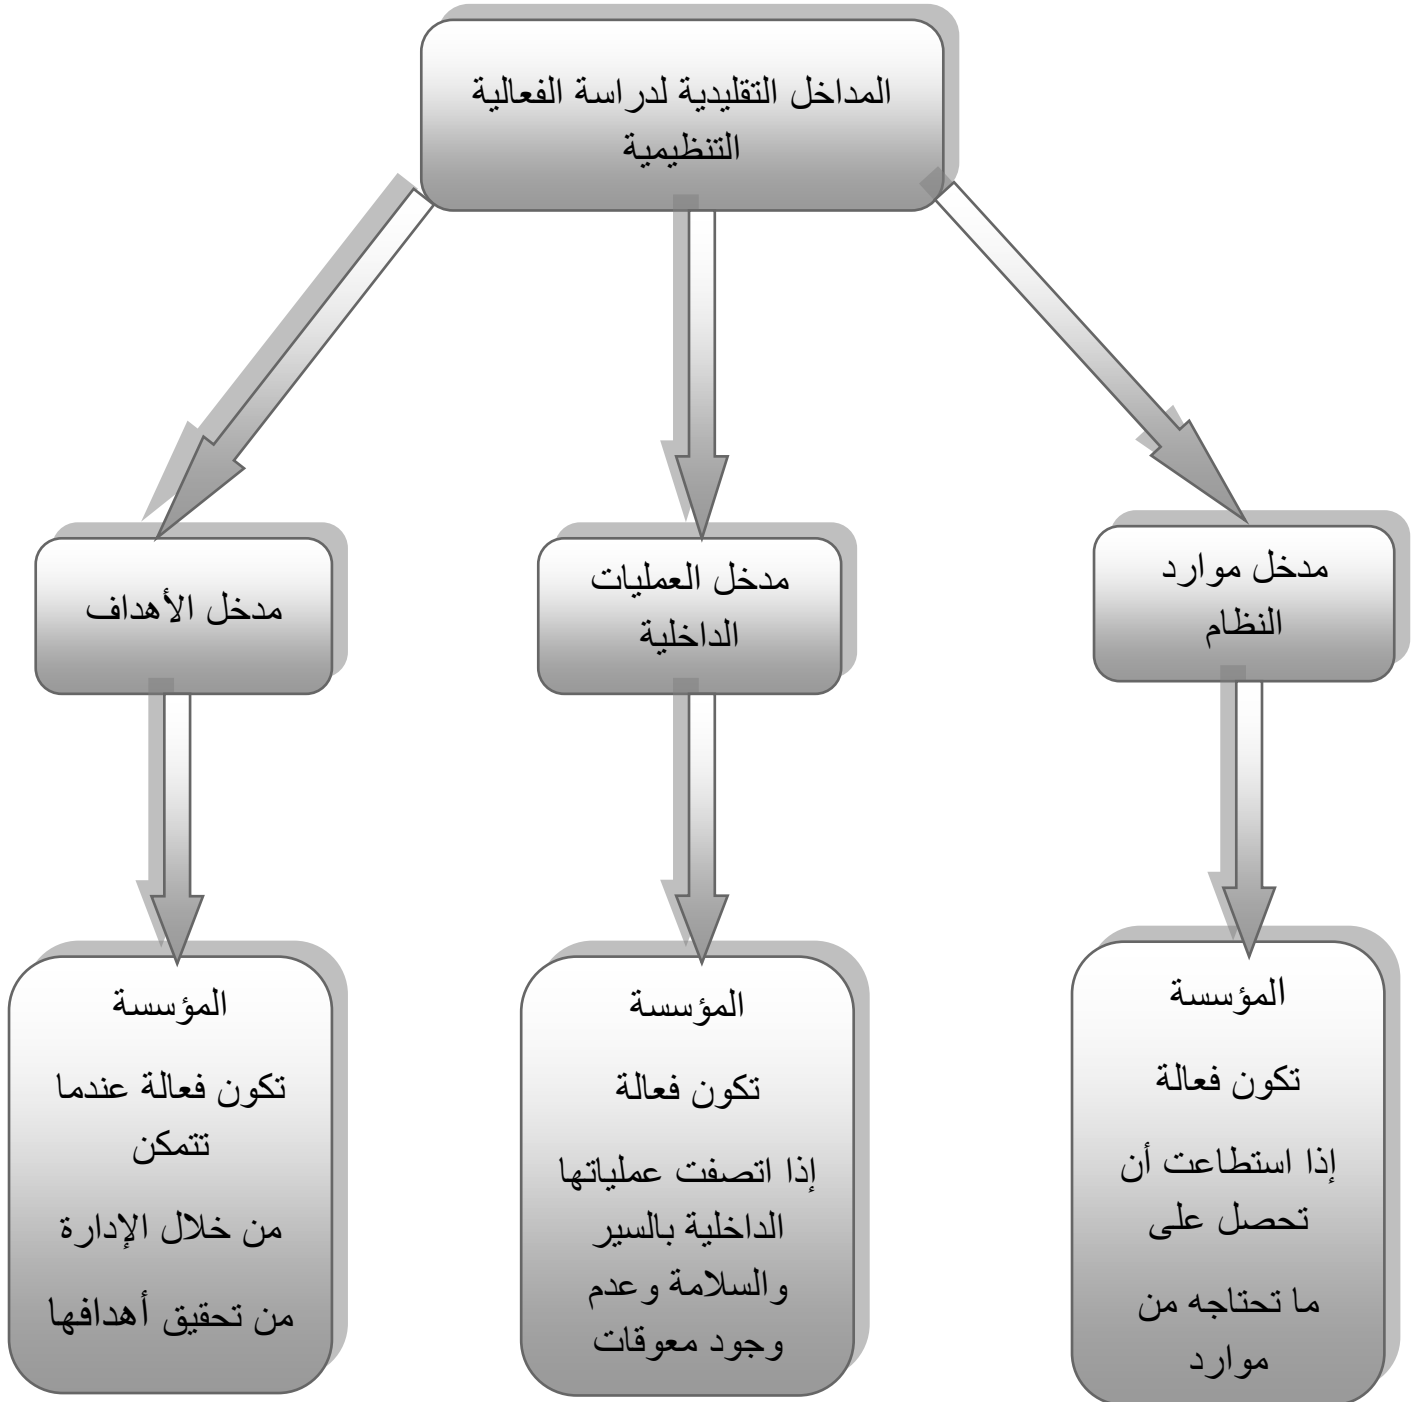 المداخل التقليدية لدراسة الفعالية
التنظيمية
مدخل موارد
النظام
مدخل العمليات
الداخلية
مدخل الأهداف
المؤسسة
تكون فعالة
إذا استطاعت أن
تحصل على
ما تحتاجه من
موارد
المؤسسة
تكون فعالة
إذا اتصفت عملياتها
الداخلية بالسير
والسلامة وعدم
وجود معوقات
المؤسسة
تكون فعالة عندما
تتمكن
من خلال الإدارة
من تحقيق أهدافها